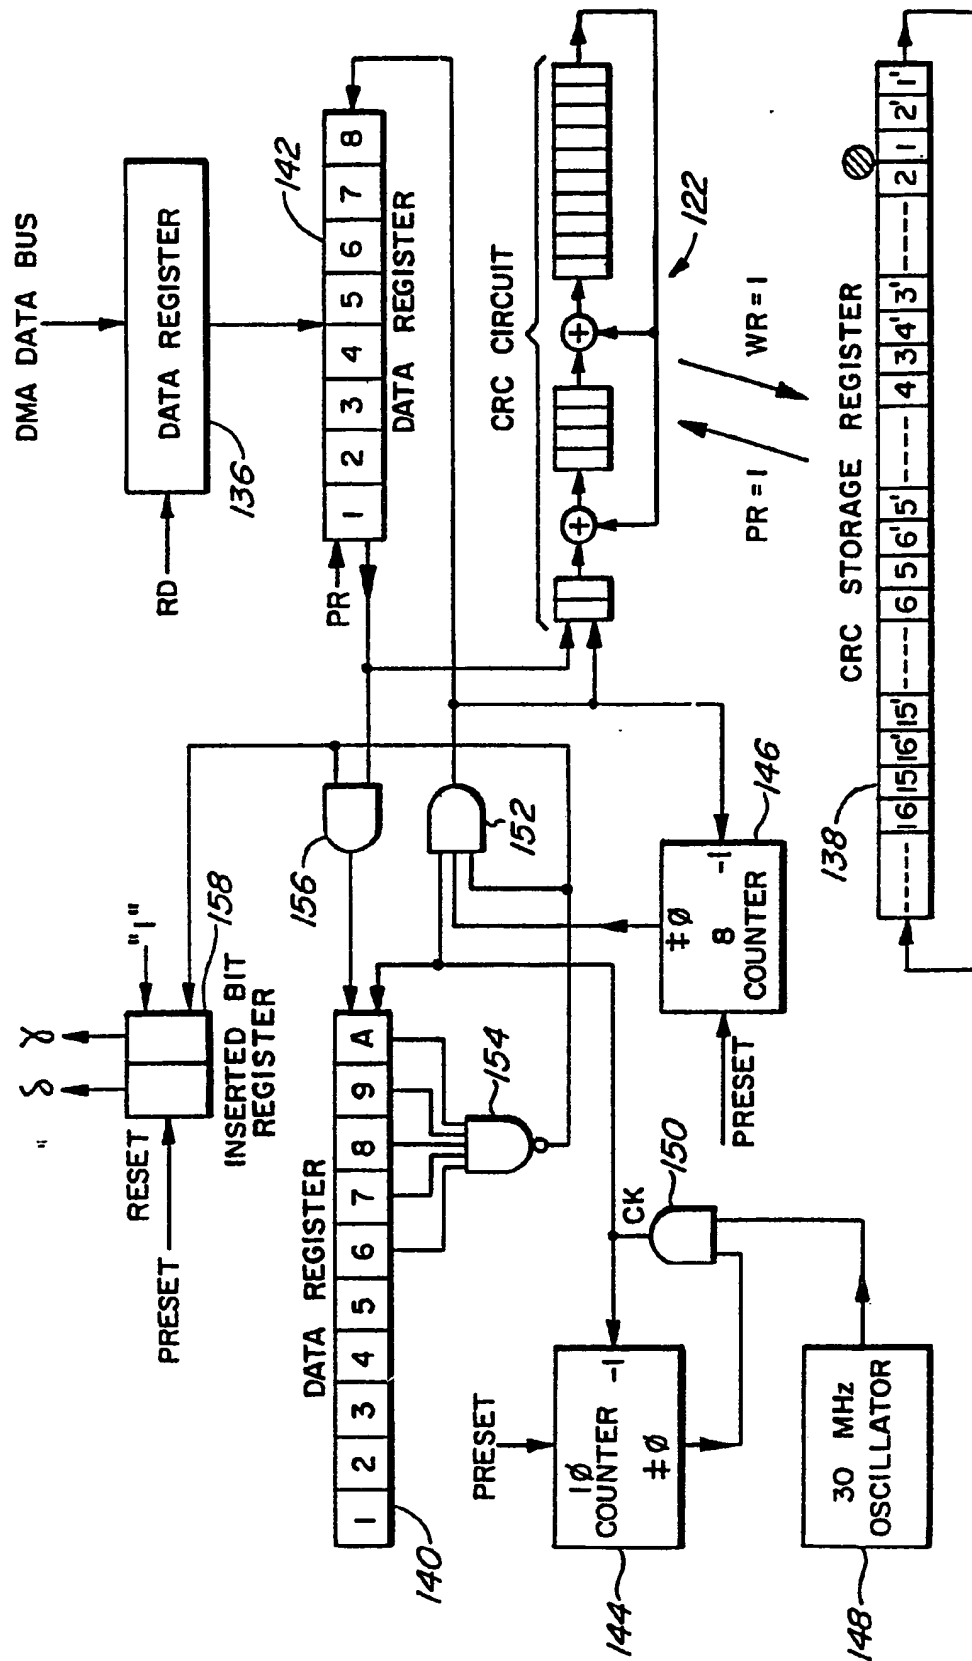 DMA DATA BUS
RD
DATA REGISTER
136
142
PR
1 2 3 4 5 6 7 8
DATA REGISTER
CRC CIRCUIT
+
+
122
PR = 1
WR = 1
CRC STORAGE REGISTER
138
----- 16 15 16' 15' ----- 6 5 6' 5' ----- 4 3 4' 3' ----- 2 1 2' 1'
δ γ
"
"1"
RESET
PRESET
158
INSERTED BIT
REGISTER
156
152
DATA REGISTER
1 2 3 4 5 6 7 8 9 A
140
154
≠Ø
-1
8
COUNTER
146
PRESET
CK
150
PRESET
1Ø
COUNTER
-1
≠Ø
144
30 MHz
OSCILLATOR
148